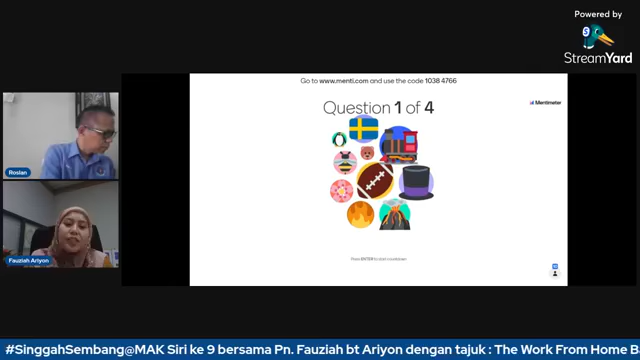 Powered by
S
StreamYard
Go to www.menti.com and use the code 1038 4766
Mentimeter
Question 1 of 4
Roslan
Fauziah Ariyon
Press ENTER to start countdown
#SinggahSembang@MAK Siri ke 9 bersama Pn. Fauziah bt Ariyon dengan tajuk : The Work From Home B